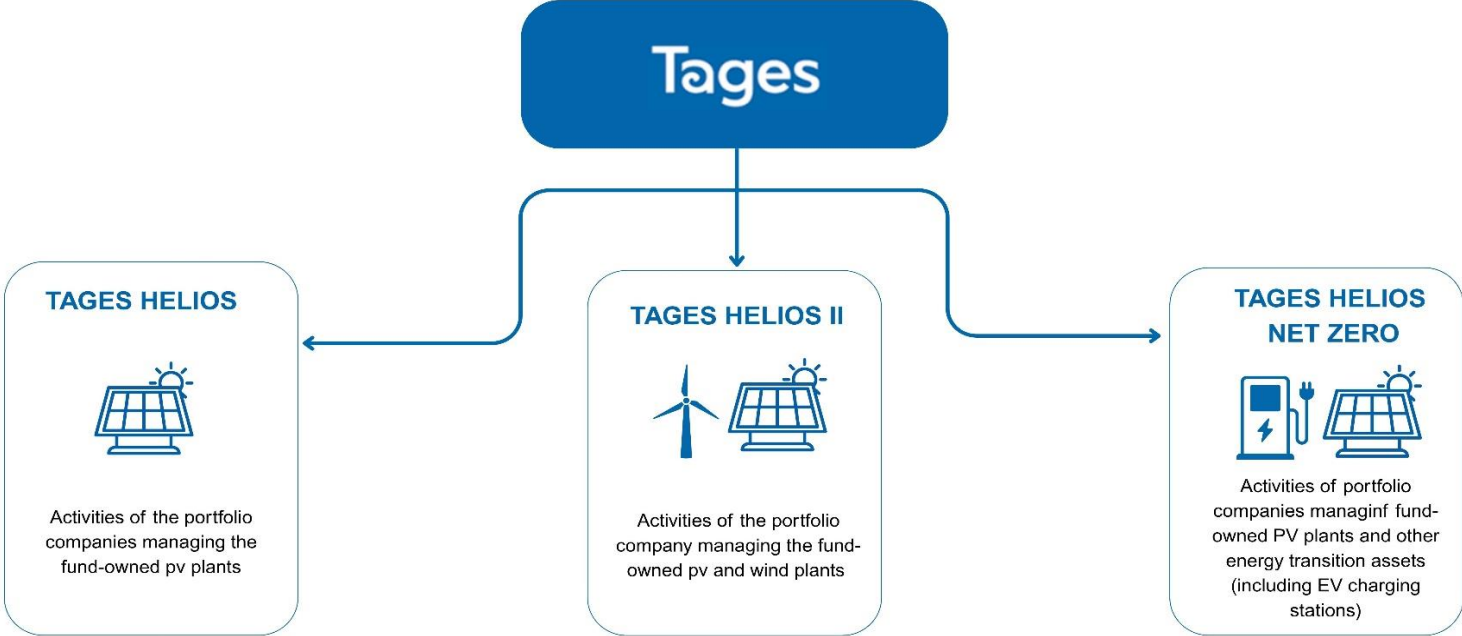 Tages
TAGES HELIOS
Activities of the portfolio
companies managing the
fund-owned pv plants
TAGES HELIOS II
Activities of the portfolio
company managing the fund-
owned pv and wind plants
TAGES HELIOS
NET ZERO
Activities of portfolio
companies managinf fund-
owned PV plants and other
energy transition assets
(including EV charging
stations)